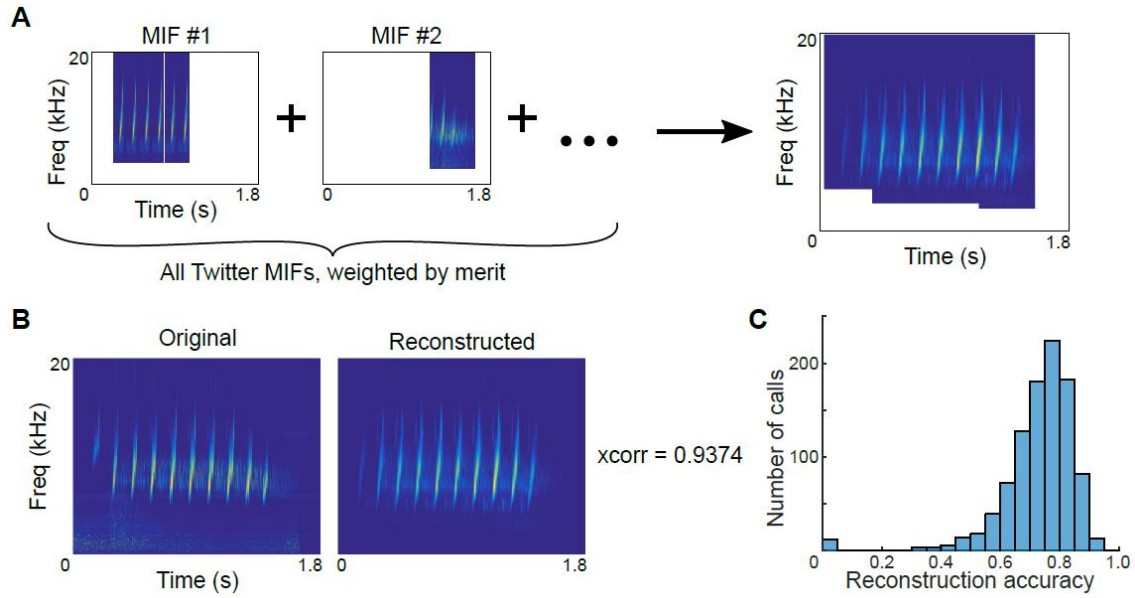 A
MIF #1
MIF #2
20
Freq (kHz)
0
1.8
Time (s)
+
0
1.8
+
...
20
Freq (kHz)
0
1.8
Time (s)
All Twitter MIFs, weighted by merit
B
Original
Reconstructed
20
Freq (kHz)
0
1.8
Time (s)
0
1.8
xcorr = 0.9374
C
Number of calls
200
100
0
0.2
0.4
0.6
0.8
1.0
Reconstruction accuracy